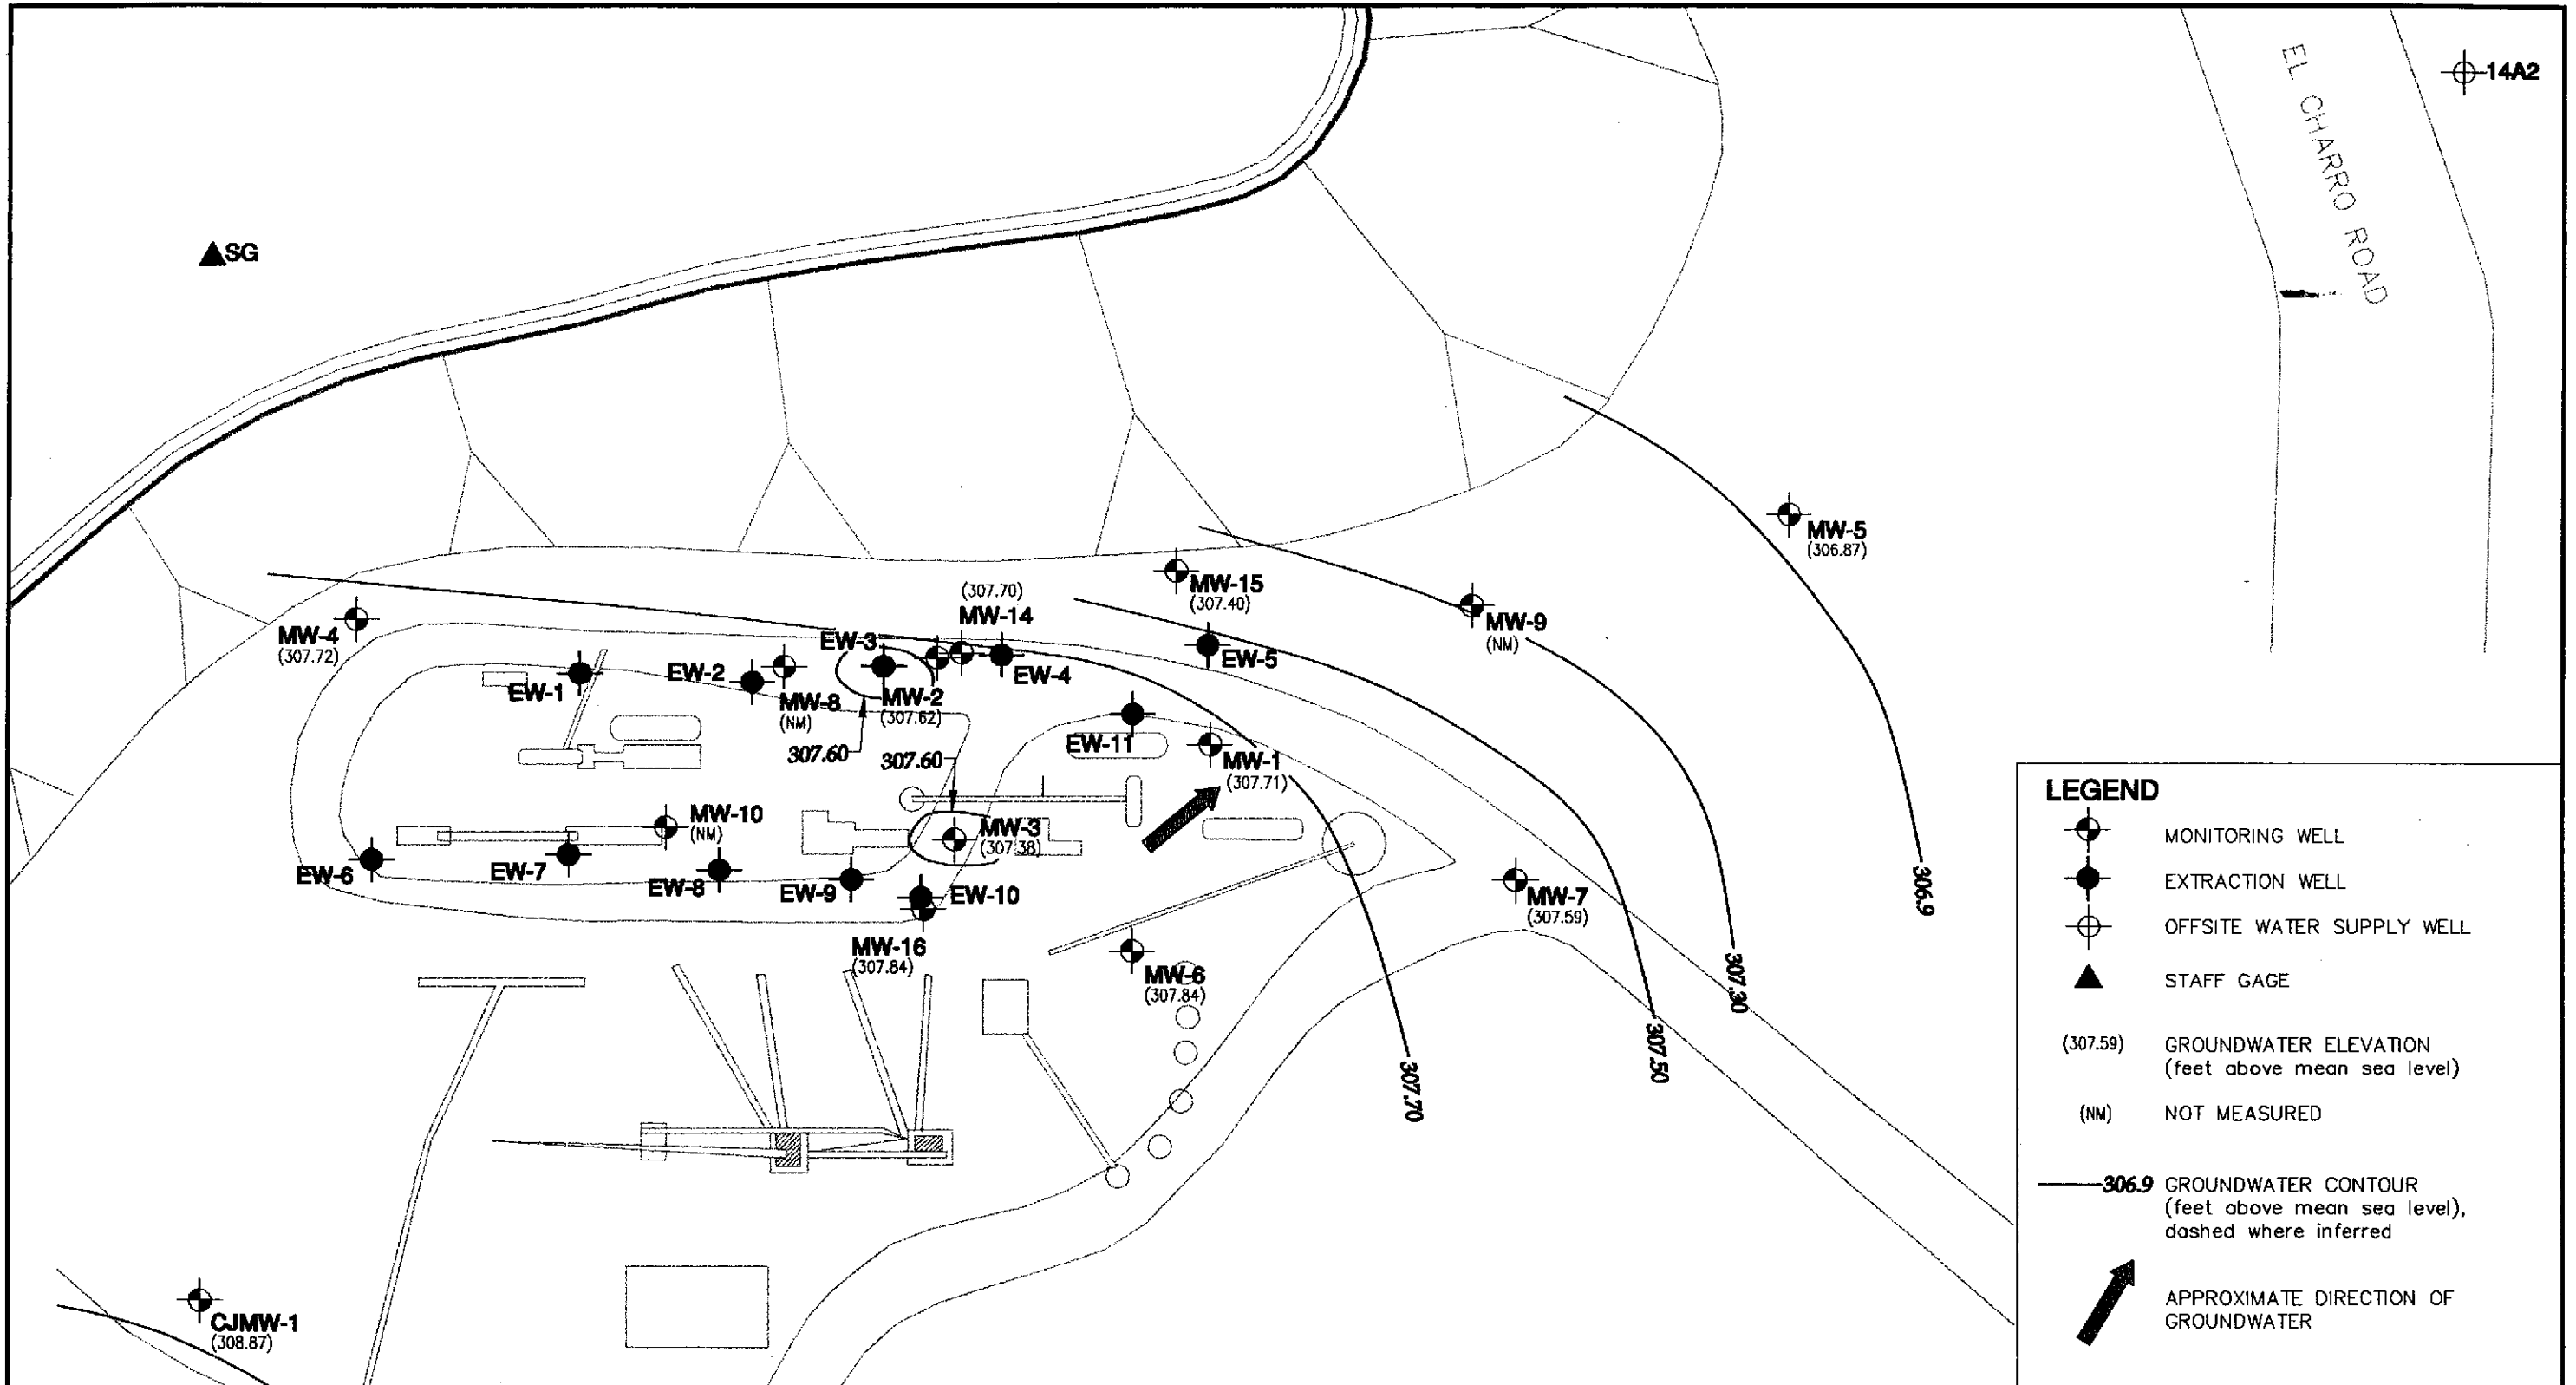 14A2
EL CHARRO ROAD
SG
MW-5
(306.87)
(307.70)
MW-14
MW-15
(307.40)
MW-9
(NM)
MW-4
(307.72)
EW-3
EW-5
EW-1
EW-2
EW-4
MW-8
(NM)
MW-2
(307.62)
307.60
307.60
EW-11
MW-1
(307.71)
MW-10
(NM)
MW-3
(307.38)
EW-6
EW-7
EW-8
EW-9
EW-10
MW-7
(307.59)
306.9
MW-16
(307.84)
MW-6
(307.84)
307.30
307.50
307.70
CJMW-1
(308.87)
LEGEND
MONITORING WELL
EXTRACTION WELL
OFFSITE WATER SUPPLY WELL
STAFF GAGE
(307.59) GROUNDWATER ELEVATION
(feet above mean sea level)
(NM) NOT MEASURED
306.9 GROUNDWATER CONTOUR
(feet above mean sea level),
dashed where inferred
APPROXIMATE DIRECTION OF
GROUNDWATER